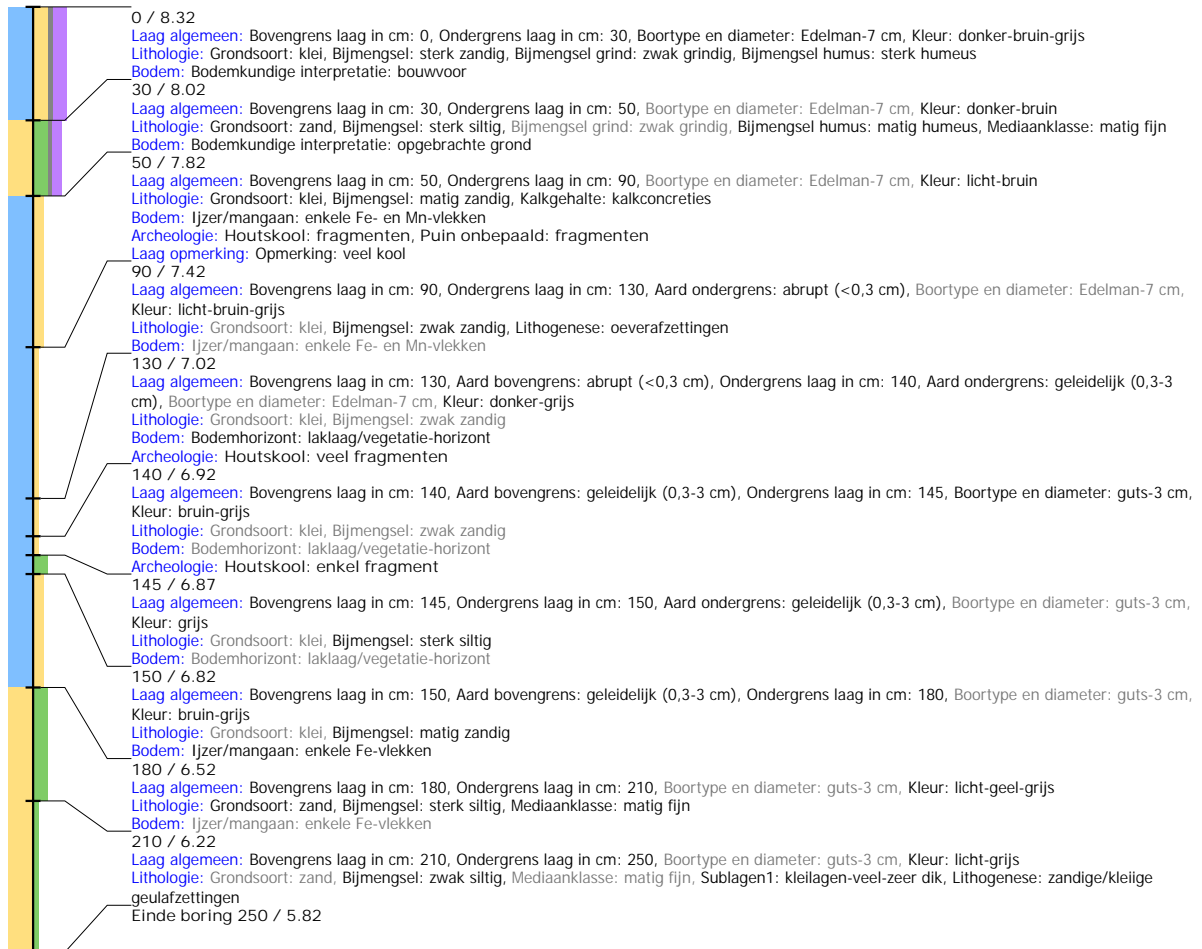 0 / 8.32
Laag algemeen: Bovengrens laag in cm: 0, Ondergrens laag in cm: 30, Boortype en diameter: Edelman-7 cm, Kleur: donker-bruin-grijs
Lithologie: Grondsoort: klei, Bijmengsel: sterk zandig, Bijmengsel grind: zwak grindig, Bijmengsel humus: sterk humeus
Bodem: Bodemkundige interpretatie: bouwvoor
30 / 8.02
Laag algemeen: Bovengrens laag in cm: 30, Ondergrens laag in cm: 50, Boortype en diameter: Edelman-7 cm, Kleur: donker-bruin
Lithologie: Grondsoort: zand, Bijmengsel: sterk siltig, Bijmengsel grind: zwak grindig, Bijmengsel humus: matig humeus, Mediaanklasse: matig fijn
Bodem: Bodemkundige interpretatie: opgebrachte grond
50 / 7.82
Laag algemeen: Bovengrens laag in cm: 50, Ondergrens laag in cm: 90, Boortype en diameter: Edelman-7 cm, Kleur: licht-bruin
Lithologie: Grondsoort: klei, Bijmengsel: matig zandig, Kalkgehalte: kalkconcreties
Bodem: Ijzer/mangaan: enkele Fe- en Mn-vlekken
Archeologie: Houtskool: fragmenten, Puin onbepaald: fragmenten
Laag opmerking: Opmerking: veel kool
90 / 7.42
Laag algemeen: Bovengrens laag in cm: 90, Ondergrens laag in cm: 130, Aard ondergrens: abrupt (<0,3 cm), Boortype en diameter: Edelman-7 cm,
Kleur: licht-bruin-grijs
Lithologie: Grondsoort: klei, Bijmengsel: zwak zandig, Lithogenese: oeverafzettingen
Bodem: Ijzer/mangaan: enkele Fe- en Mn-vlekken
130 / 7.02
Laag algemeen: Bovengrens laag in cm: 130, Aard bovengrens: abrupt (<0,3 cm), Ondergrens laag in cm: 140, Aard ondergrens: geleidelijk (0,3-3
cm), Boortype en diameter: Edelman-7 cm, Kleur: donker-grijs
Lithologie: Grondsoort: klei, Bijmengsel: zwak zandig
Bodem: Bodemhorizont: laklaag/vegetatie-horizont
Archeologie: Houtskool: veel fragmenten
140 / 6.92
Laag algemeen: Bovengrens laag in cm: 140, Aard bovengrens: geleidelijk (0,3-3 cm), Ondergrens laag in cm: 145, Boortype en diameter: guts-3 cm,
Kleur: bruin-grijs
Lithologie: Grondsoort: klei, Bijmengsel: zwak zandig
Bodem: Bodemhorizont: laklaag/vegetatie-horizont
Archeologie: Houtskool: enkel fragment
145 / 6.87
Laag algemeen: Bovengrens laag in cm: 145, Ondergrens laag in cm: 150, Aard ondergrens: geleidelijk (0,3-3 cm), Boortype en diameter: guts-3 cm,
Kleur: grijs
Lithologie: Grondsoort: klei, Bijmengsel: sterk siltig
Bodem: Bodemhorizont: laklaag/vegetatie-horizont
150 / 6.82
Laag algemeen: Bovengrens laag in cm: 150, Aard bovengrens: geleidelijk (0,3-3 cm), Ondergrens laag in cm: 180, Boortype en diameter: guts-3 cm,
Kleur: bruin-grijs
Lithologie: Grondsoort: klei, Bijmengsel: matig zandig
Bodem: Ijzer/mangaan: enkele Fe-vlekken
180 / 6.52
Laag algemeen: Bovengrens laag in cm: 180, Ondergrens laag in cm: 210, Boortype en diameter: guts-3 cm, Kleur: licht-geel-grijs
Lithologie: Grondsoort: zand, Bijmengsel: sterk siltig, Mediaanklasse: matig fijn
Bodem: Ijzer/mangaan: enkele Fe-vlekken
210 / 6.22
Laag algemeen: Bovengrens laag in cm: 210, Ondergrens laag in cm: 250, Boortype en diameter: guts-3 cm, Kleur: licht-grijs
Lithologie: Grondsoort: zand, Bijmengsel: zwak siltig, Mediaanklasse: matig fijn, Sublagen1: kleilagen-veel-zeer dik, Lithogenese: zandige/kleiige
geulafzettingen
Einde boring 250 / 5.82